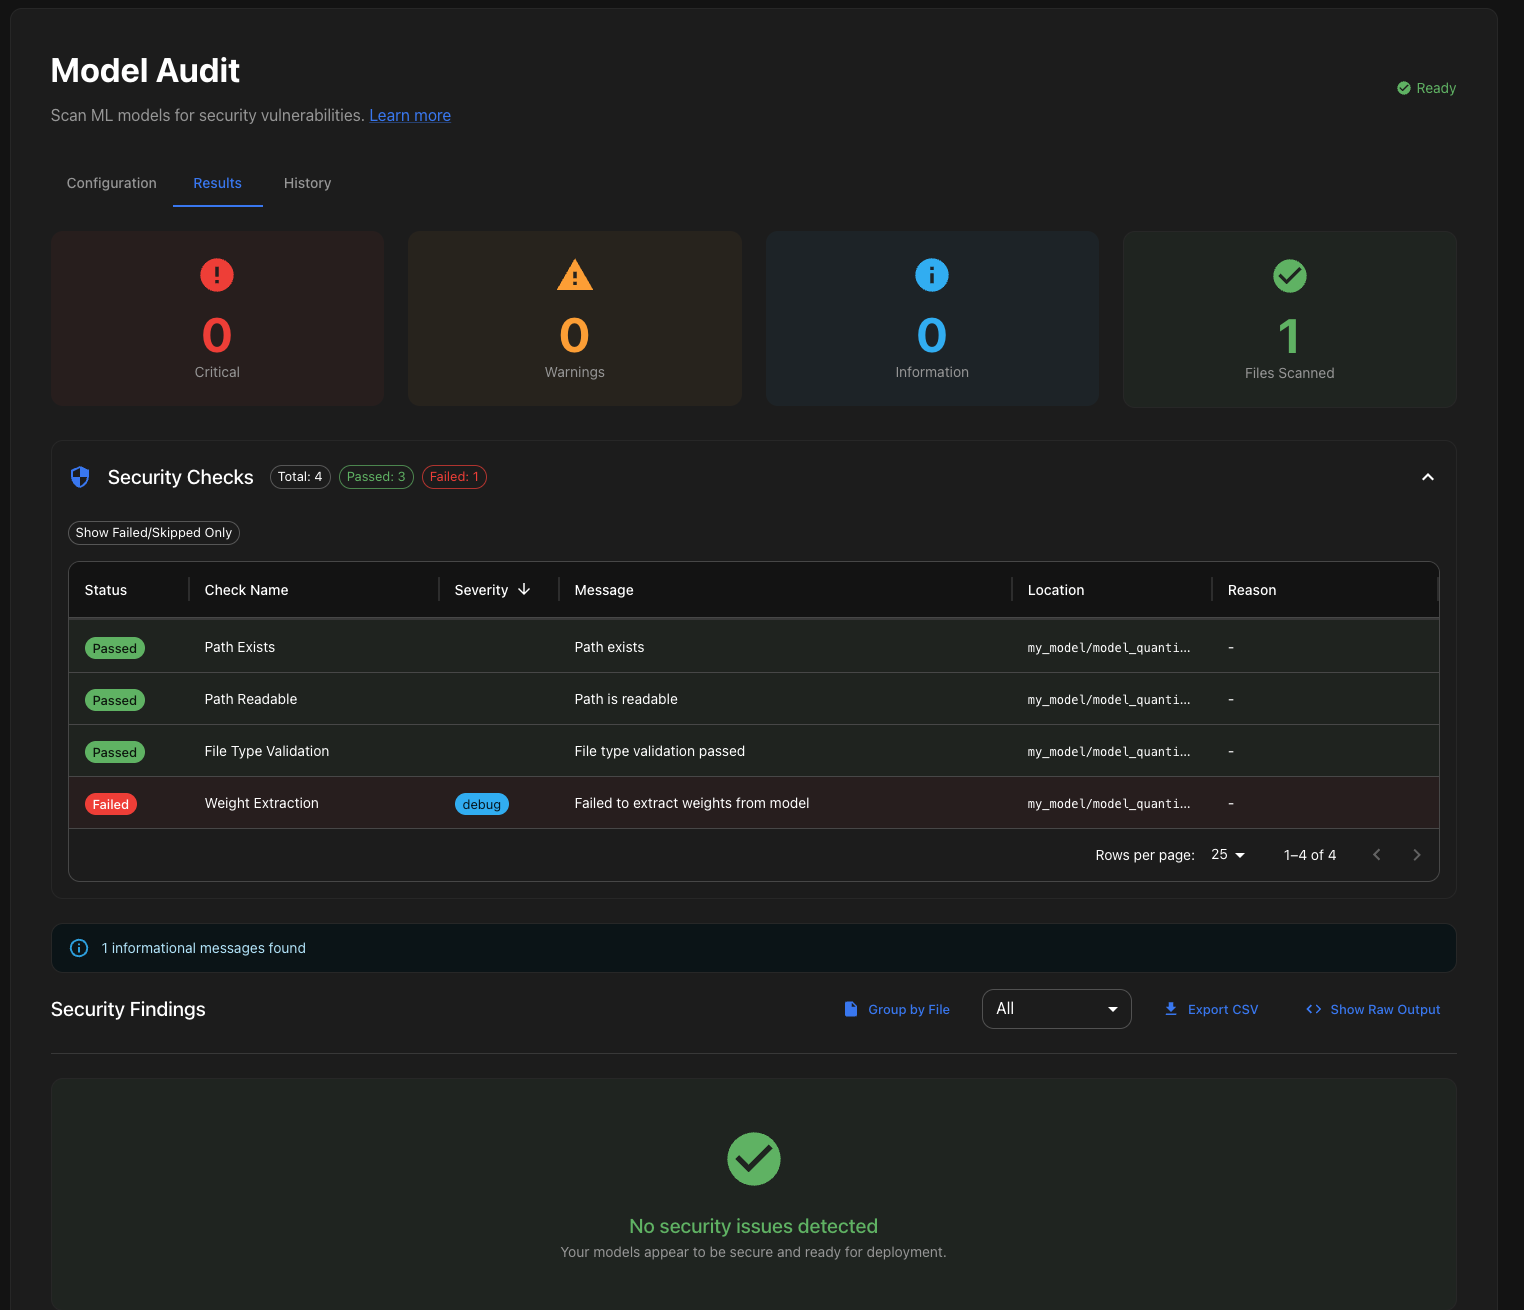 Model Audit
Ready
Scan ML models for security vulnerabilities. Learn more
Configuration Results History
0 0 0 1
Critical Warnings Information Files Scanned
Security Checks Total: 4 Passed: 3 Failed: 1
Show Failed/Skipped Only
Status Check Name Severity Message Location Reason
Passed Path Exists Path exists my_model/model_quanti... -
Passed Path Readable Path is readable my_model/model_quanti... -
Passed File Type Validation File type validation passed my_model/model_quanti... -
Failed Weight Extraction debug Failed to extract weights from model my_model/model_quanti... -
Rows per page: 25 1–4 of 4
1 informational messages found
Security Findings Group by File All Export CSV Show Raw Output
No security issues detected
Your models appear to be secure and ready for deployment.